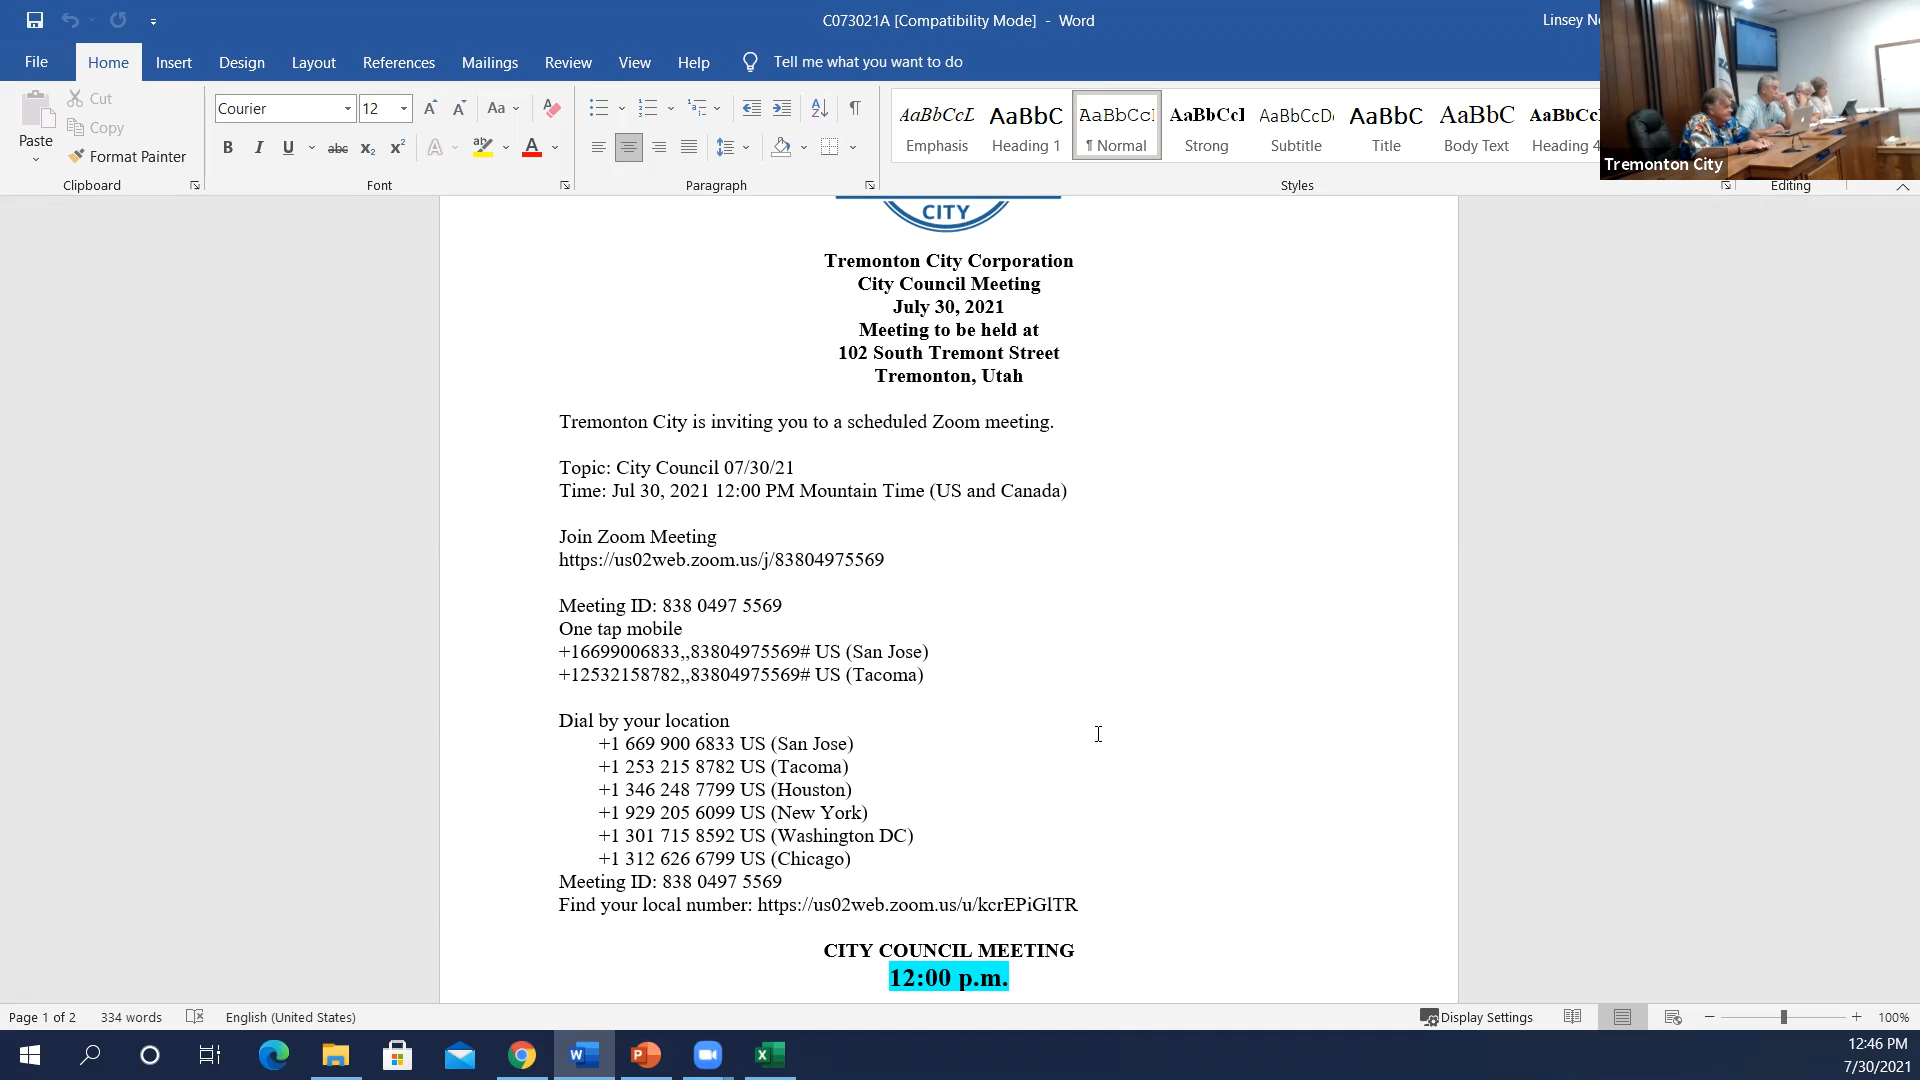 C073021A [Compatibility Mode] - Word
Linsey
File Home Insert Design Layout References Mailings Review View Help Tell me what you want to do
Paste
Cut
Copy
Format Painter
Clipboard
Courier 12
Font
Paragraph
AaBbCcL AaBbC AaBbCcI AaBbCcI AaBbCcDı AaBbC AaBbC AaBbCc
Emphasis Heading 1 ¶ Normal Strong Subtitle Title Body Text Heading 4
Styles
Editing
Tremonton City
CITY
Tremonton City Corporation
City Council Meeting
July 30, 2021
Meeting to be held at
102 South Tremont Street
Tremonton, Utah
Tremonton City is inviting you to a scheduled Zoom meeting.
Topic: City Council 07/30/21
Time: Jul 30, 2021 12:00 PM Mountain Time (US and Canada)
Join Zoom Meeting
https://us02web.zoom.us/j/83804975569
Meeting ID: 838 0497 5569
One tap mobile
+16699006833,,83804975569# US (San Jose)
+12532158782,,83804975569# US (Tacoma)
Dial by your location
+1 669 900 6833 US (San Jose)
+1 253 215 8782 US (Tacoma)
+1 346 248 7799 US (Houston)
+1 929 205 6099 US (New York)
+1 301 715 8592 US (Washington DC)
+1 312 626 6799 US (Chicago)
Meeting ID: 838 0497 5569
Find your local number: https://us02web.zoom.us/u/kcrEPiGlTR
CITY COUNCIL MEETING
12:00 p.m.
Page 1 of 2 334 words English (United States) Display Settings 100%
12:46 PM
7/30/2021